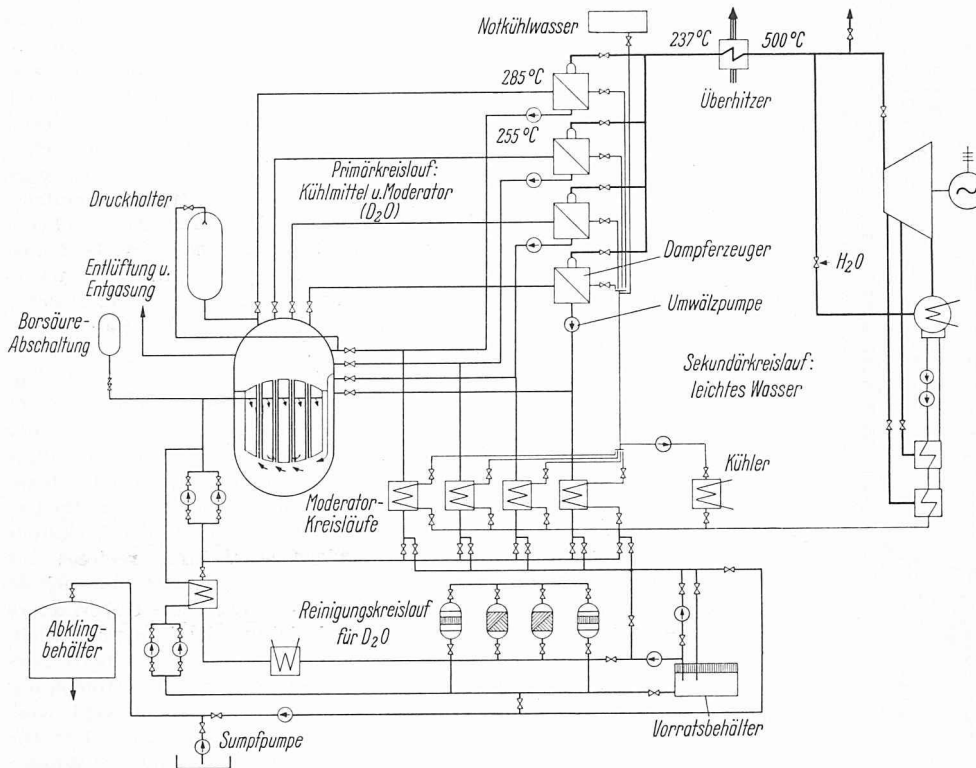 Notkühlwasser
237°C
500°C
285°C
Überhitzer
255°C
Primärkreislauf:
Kühlmittel u. Moderator
(D₂O)
Druckhalter
Dampferzeuger
H₂O
Entlüftung u.
Entgasung
Umwälzpumpe
Borsäure-
Abschaltung
Sekundärkreislauf:
leichtes Wasser
Kühler
Moderator-
Kreisläufe
Reinigungskreislauf
für D₂O
Abkling-
behälter
Vorratsbehälter
Sumpfpumpe